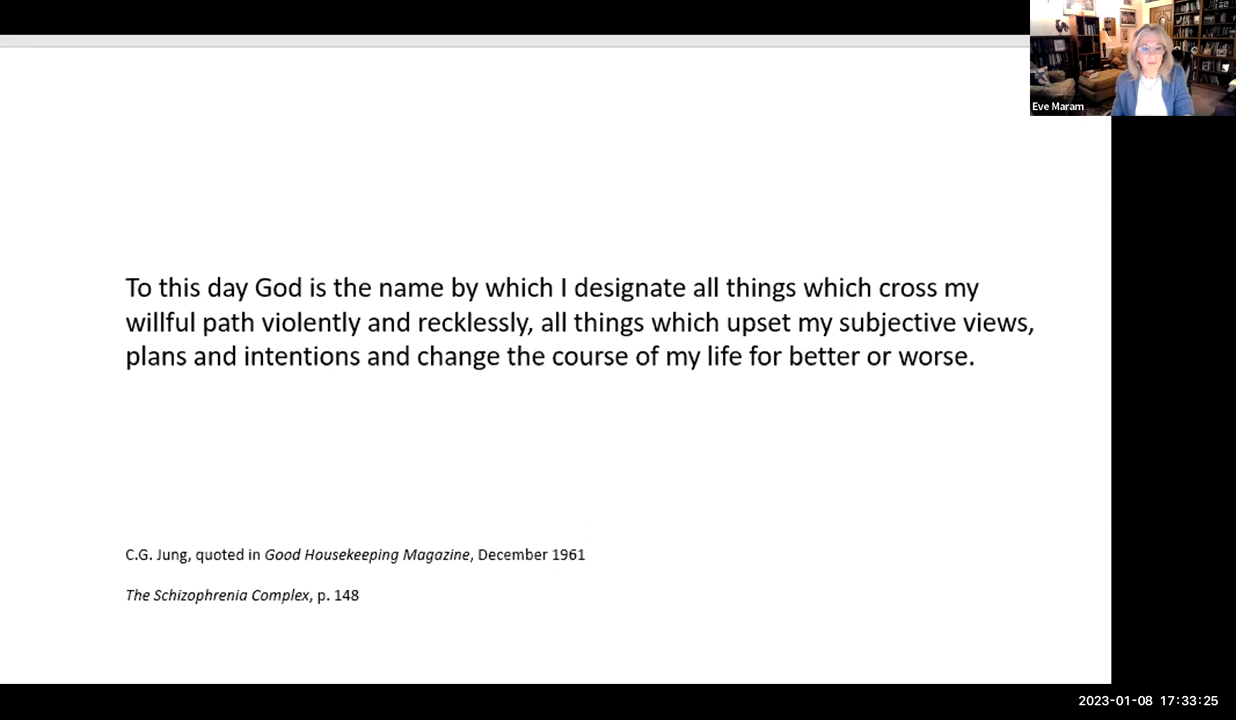 Eve Maram
To this day God is the name by which I designate all things which cross my
willful path violently and recklessly, all things which upset my subjective views,
plans and intentions and change the course of my life for better or worse.
C.G. Jung, quoted in Good Housekeeping Magazine, December 1961
The Schizophrenia Complex, p. 148
2023-01-08 17:33:25